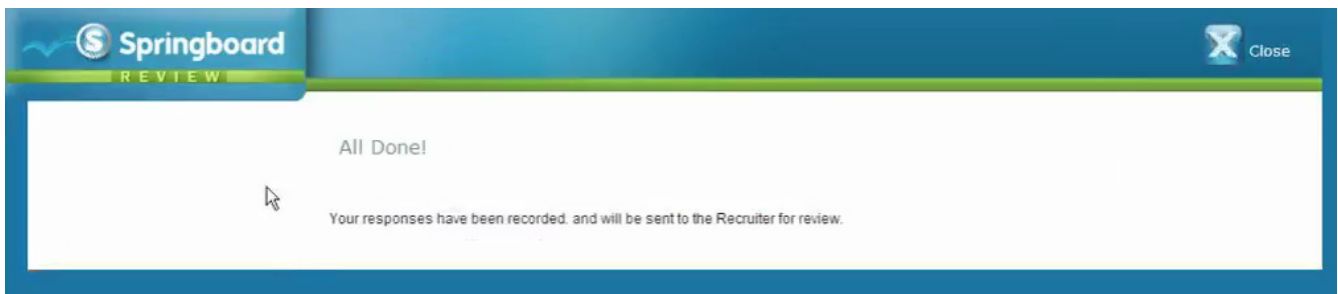 Springboard
REVIEW
Close
All Done!
Your responses have been recorded. and will be sent to the Recruiter for review.